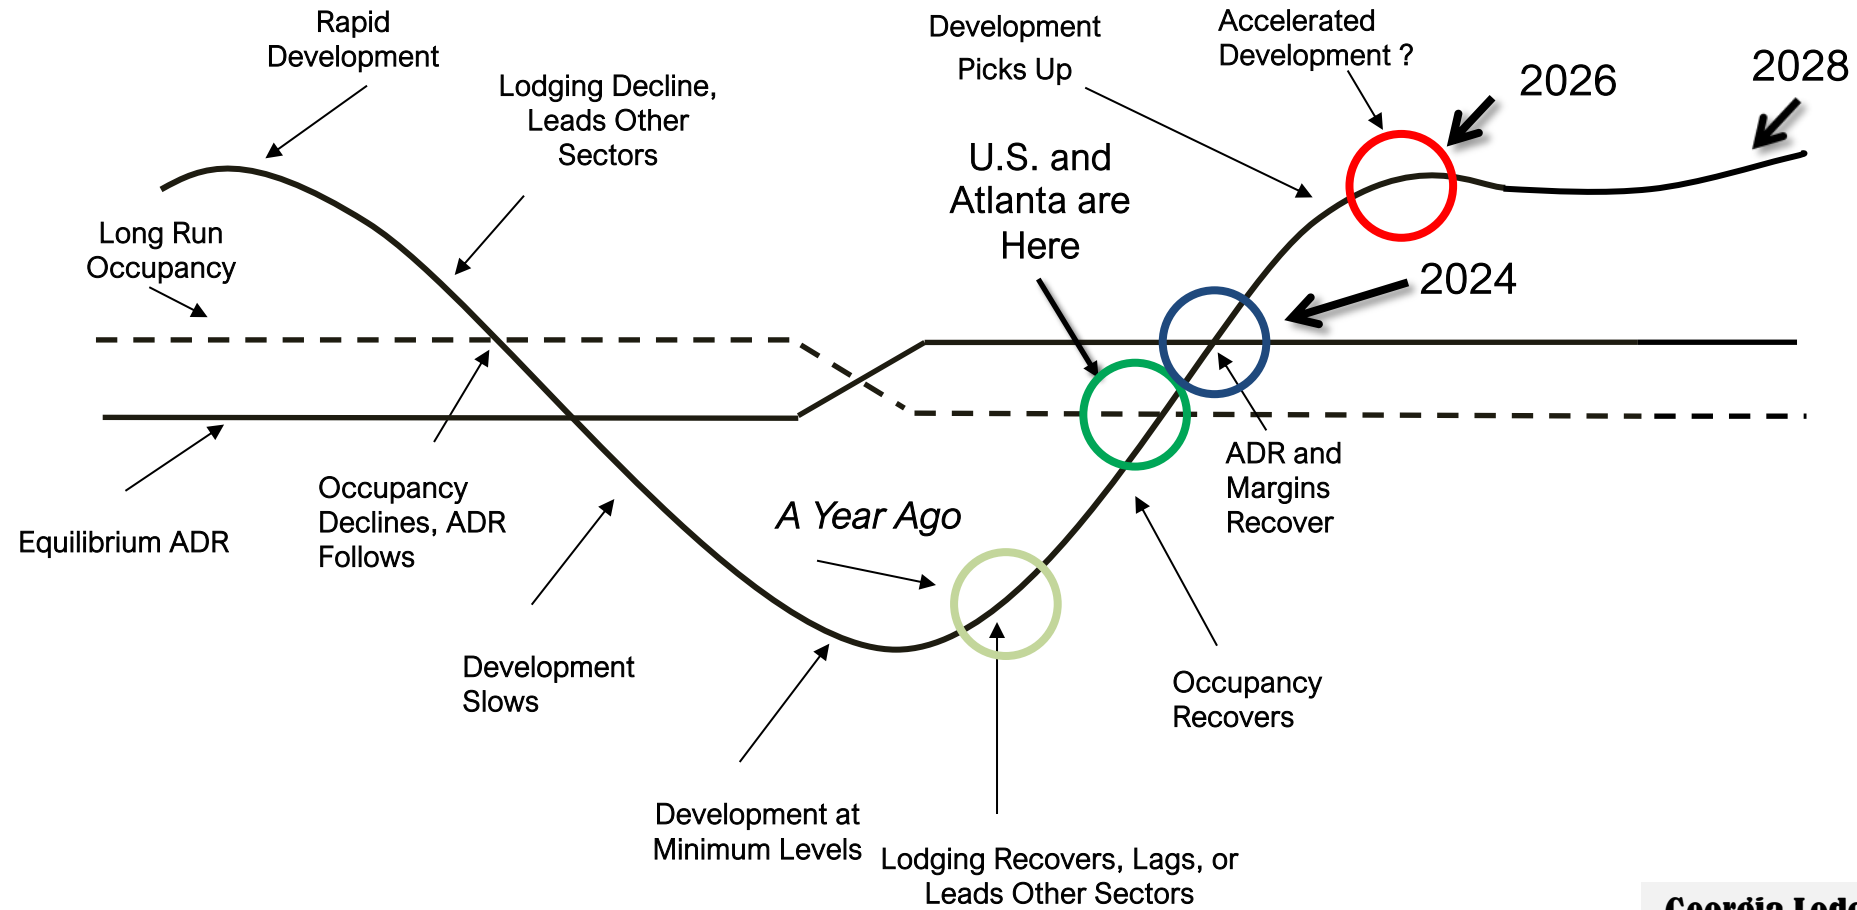 Rapid
Development
Lodging Decline,
Leads Other
Sectors
Development
Picks Up
Accelerated
Development ?
2026
2028
U.S. and
Atlanta are
Here
Long Run
Occupancy
2024
Equilibrium ADR
Occupancy
Declines, ADR
Follows
A Year Ago
ADR and
Margins
Recover
Development
Slows
Occupancy
Recovers
Development at
Minimum Levels
Lodging Recovers, Lags, or
Leads Other Sectors
Georgia